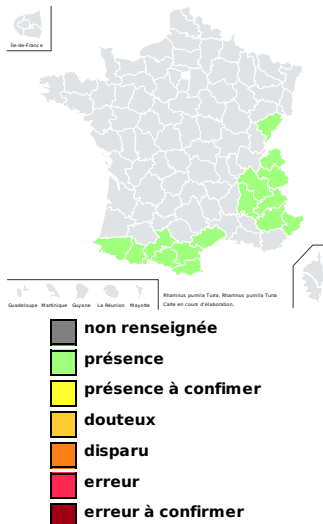 Île-de-France
Guadeloupe Martinique Guyane La Réunion Mayotte
Rhamnus pumila Turra, Rhamnus pumila Turra
Carte en cours d'élaboration.
non renseignée
présence
présence à confimer
douteux
disparu
erreur
erreur à confirmer